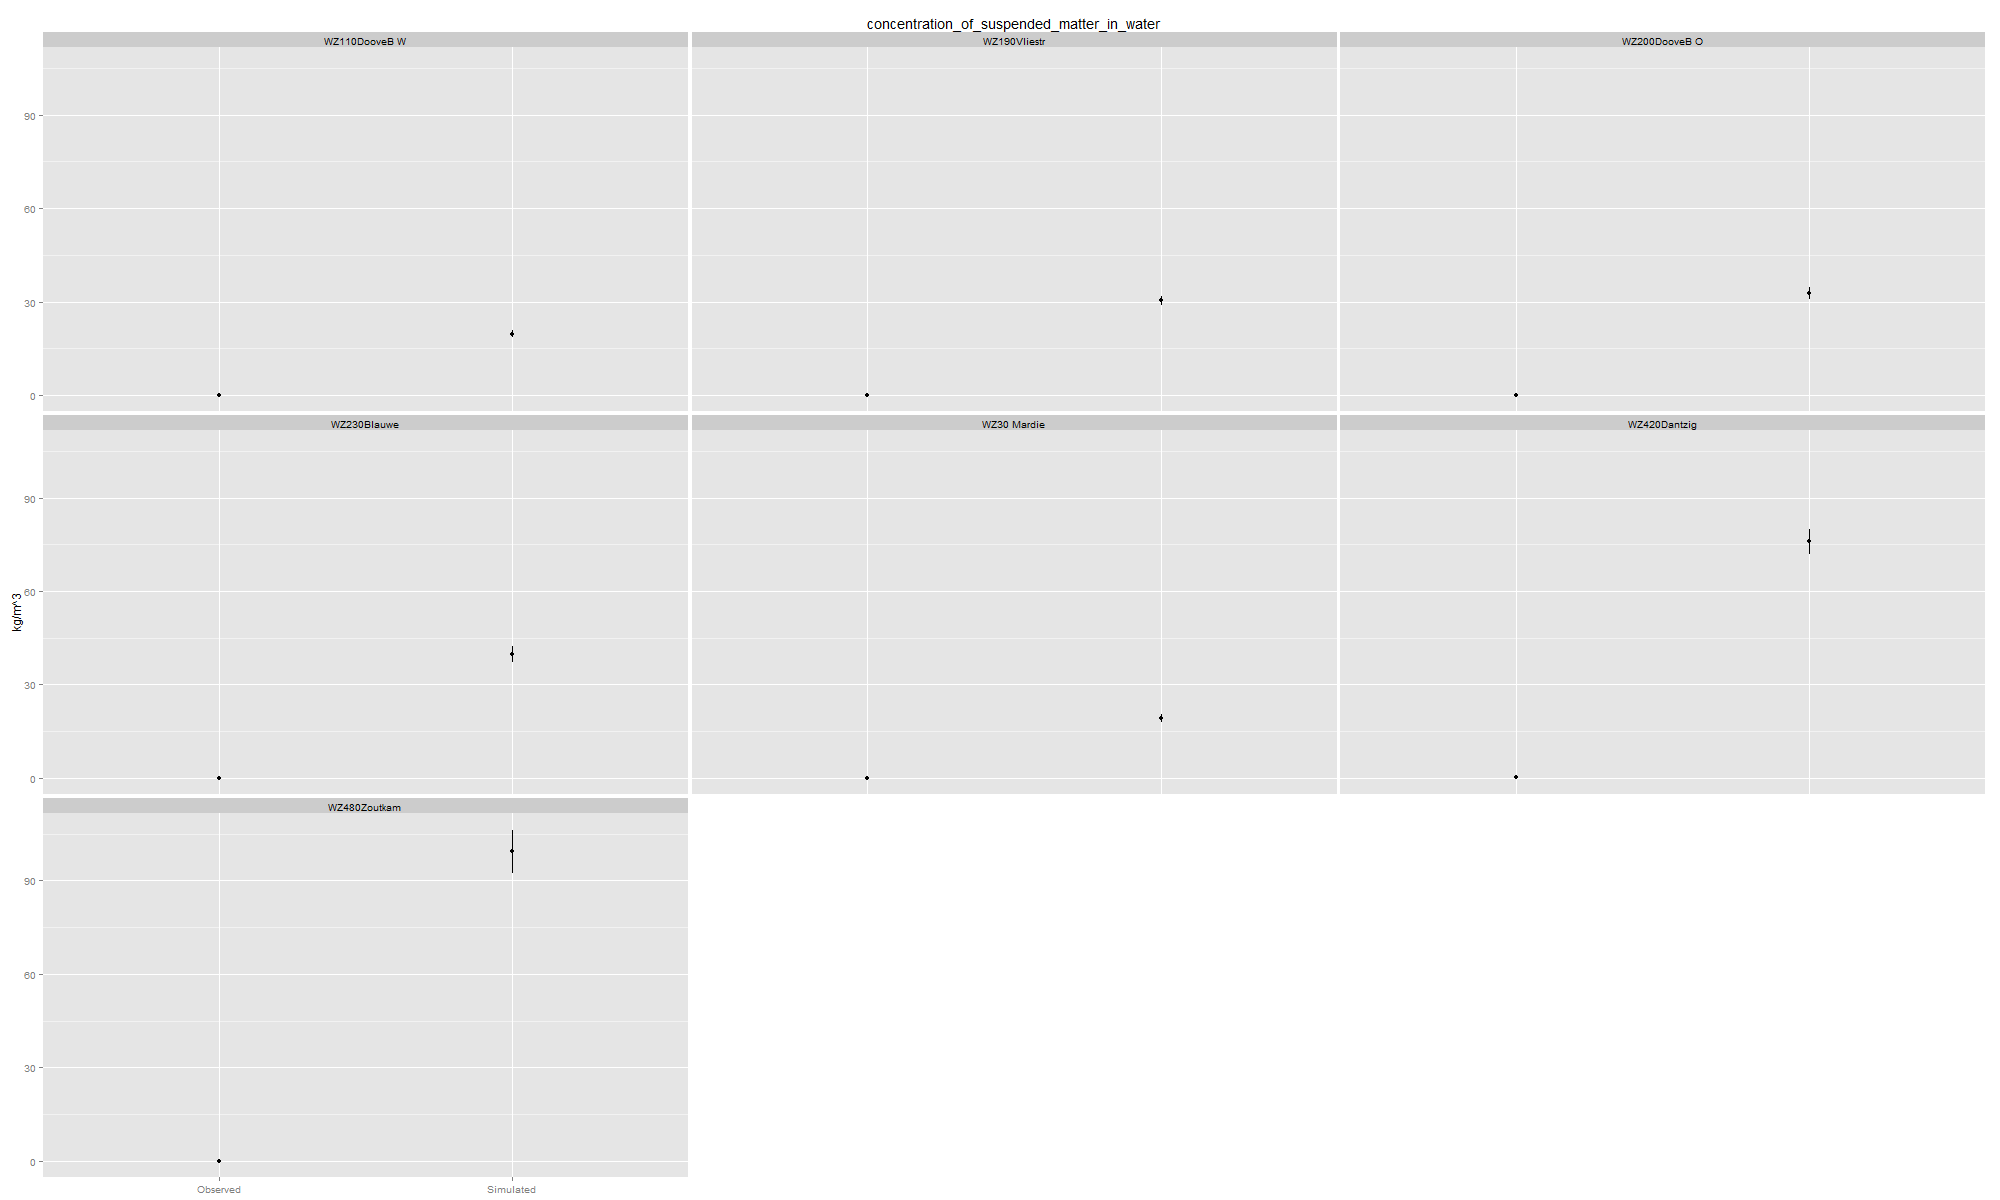 concentration_of_suspended_matter_in_water
WZ110DooveB W
WZ190Vliestr
WZ200DooveB O
90
60
30
0
WZ230Blauwe
WZ30 Mardie
WZ420Dantzig
90
60
30
0
kg/m^3
WZ480Zoutkam
90
60
30
0
Observed
Simulated